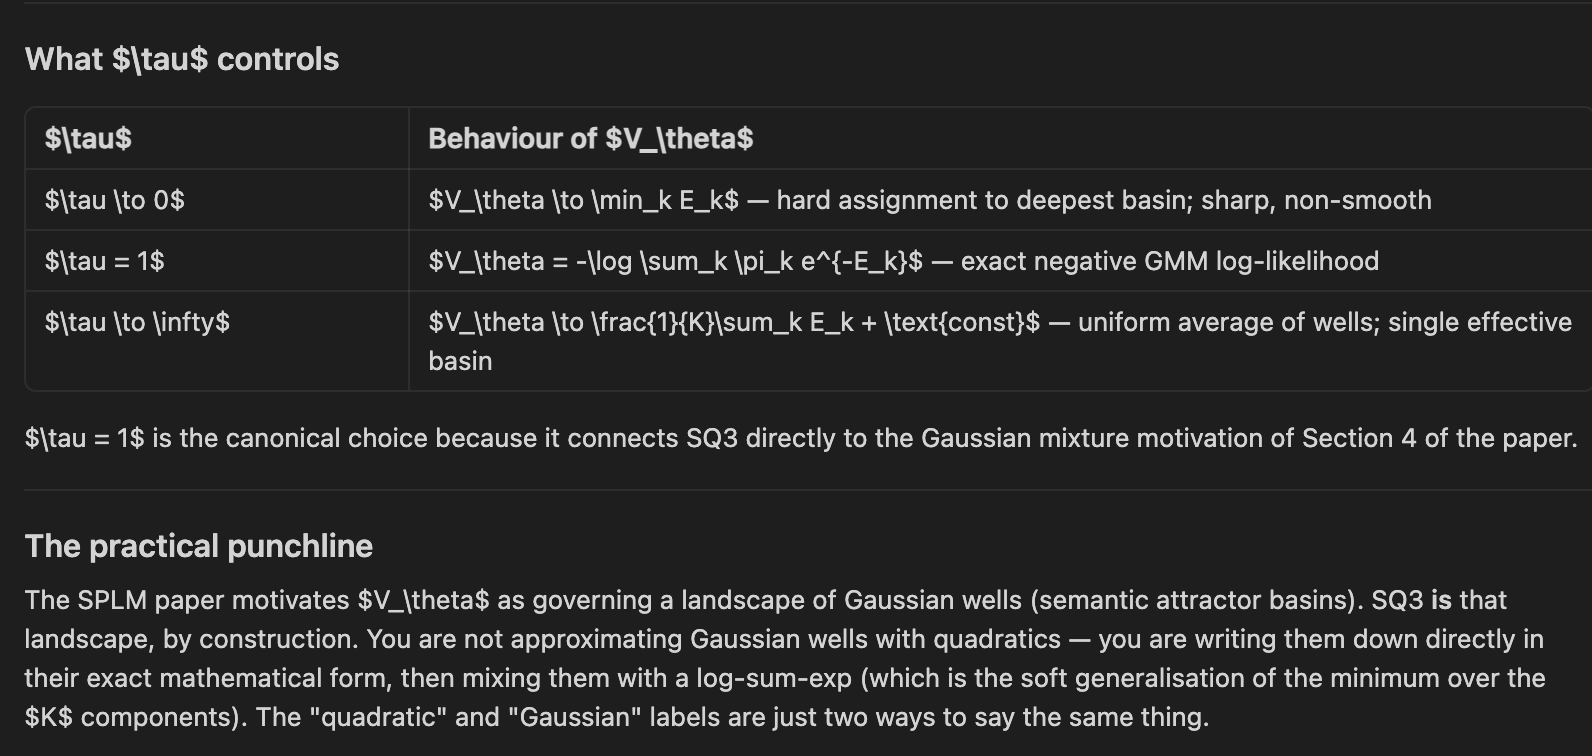 What $\tau$ controls
$\tau$ Behaviour of $V_\theta$
$\tau \to 0$ $V_\theta \to \min_k E_k$ — hard assignment to deepest basin; sharp, non-smooth
$\tau = 1$ $V_\theta = -\log \sum_k \pi_k e^{-E_k}$ — exact negative GMM log-likelihood
$\tau \to \infty$ $V_\theta \to \frac{1}{K}\sum_k E_k + \text{const}$ — uniform average of wells; single effective
basin
$\tau = 1$ is the canonical choice because it connects SQ3 directly to the Gaussian mixture motivation of Section 4 of the paper.
The practical punchline
The SPLM paper motivates $V_\theta$ as governing a landscape of Gaussian wells (semantic attractor basins). SQ3 is that
landscape, by construction. You are not approximating Gaussian wells with quadratics — you are writing them down directly in
their exact mathematical form, then mixing them with a log-sum-exp (which is the soft generalisation of the minimum over the
$K$ components). The "quadratic" and "Gaussian" labels are just two ways to say the same thing.